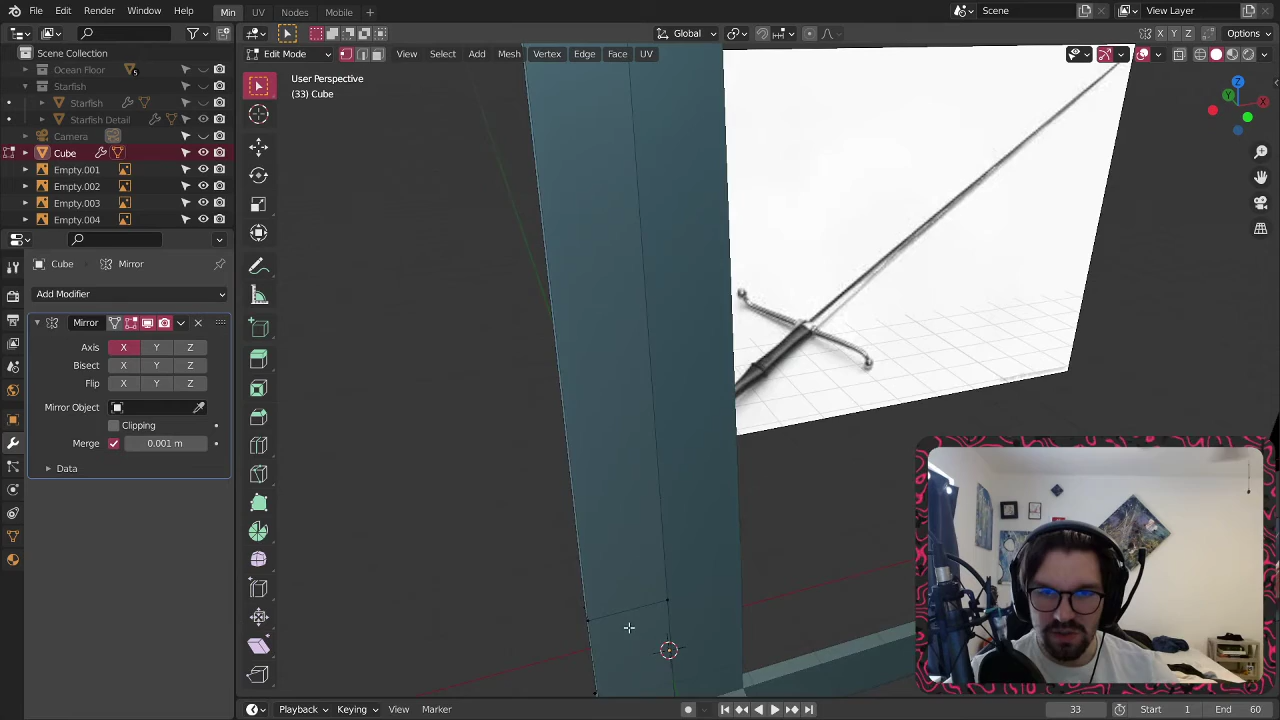 File Edit Render Window Help Min UV Nodes Mobile Scene View Layer
Global Options
Edit Mode View Select Add Mesh Vertex Edge Face UV X Y Z
Scene Collection
Ocean Floor 5
Starfish
Starfish
Starfish Detail
Camera
Cube
Empty.001
Empty.002
Empty.003
Empty.004
User Perspective
(33) Cube
Z
Y
X
Cube Mirror
Add Modifier
Mirror
Axis X Y Z
Bisect X Y Z
Flip X Y Z
Mirror Object
Clipping
Merge 0.001 m
Data
Playback Keying View Marker 33 Start 1 End 60